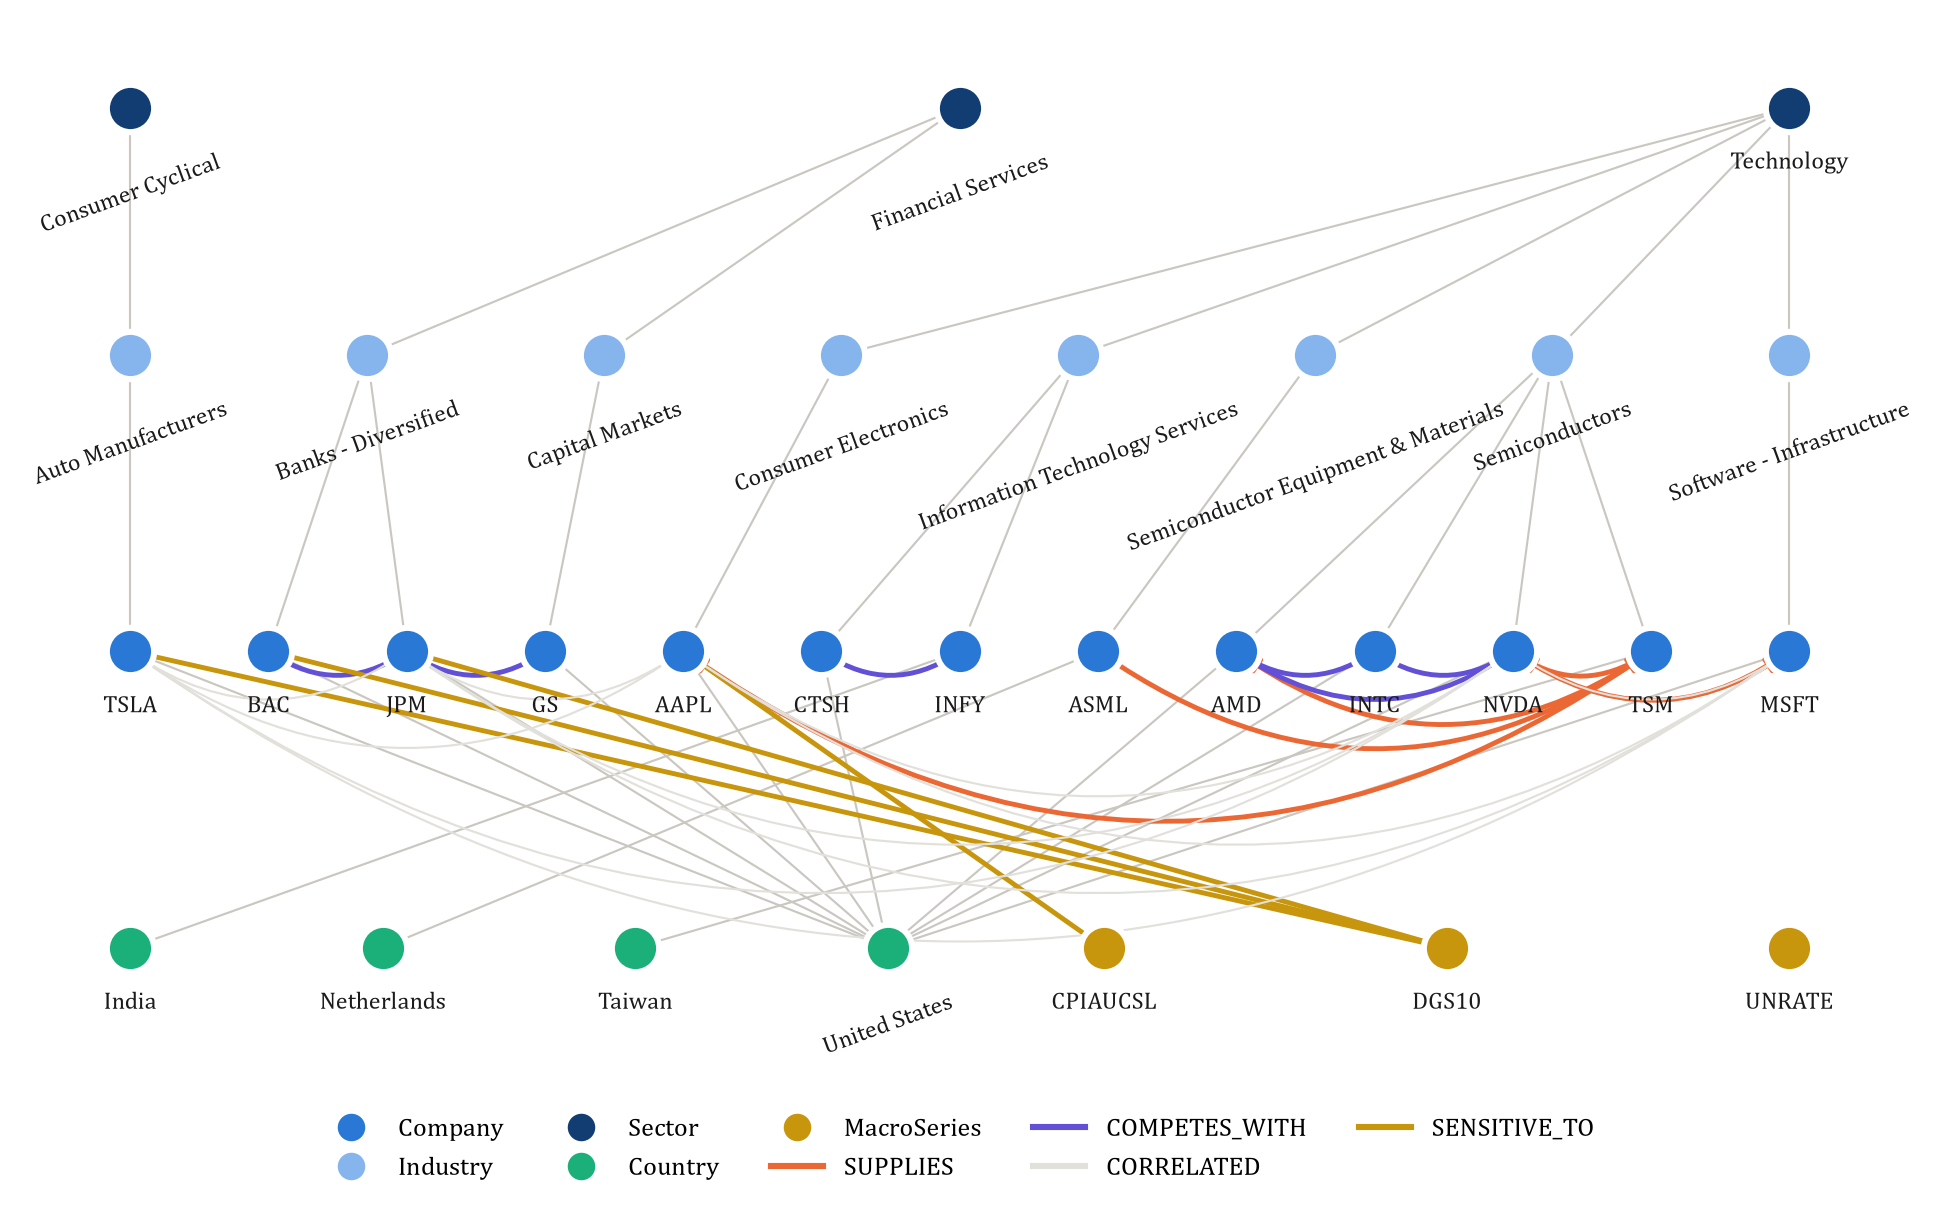 Consumer Cyclical
Financial Services
Technology
Auto Manufacturers
Banks - Diversified
Capital Markets
Consumer Electronics
Information Technology Services
Semiconductor Equipment & Materials
Semiconductors
Software - Infrastructure
TSLA
BAC
JPM
GS
AAPL
CTSH
INFY
ASML
AMD
INTC
NVDA
TSM
MSFT
India
Netherlands
Taiwan
United States
CPIAUCSL
DGS10
UNRATE
Company
Sector
MacroSeries
COMPETES_WITH
SENSITIVE_TO
Industry
Country
SUPPLIES
CORRELATED